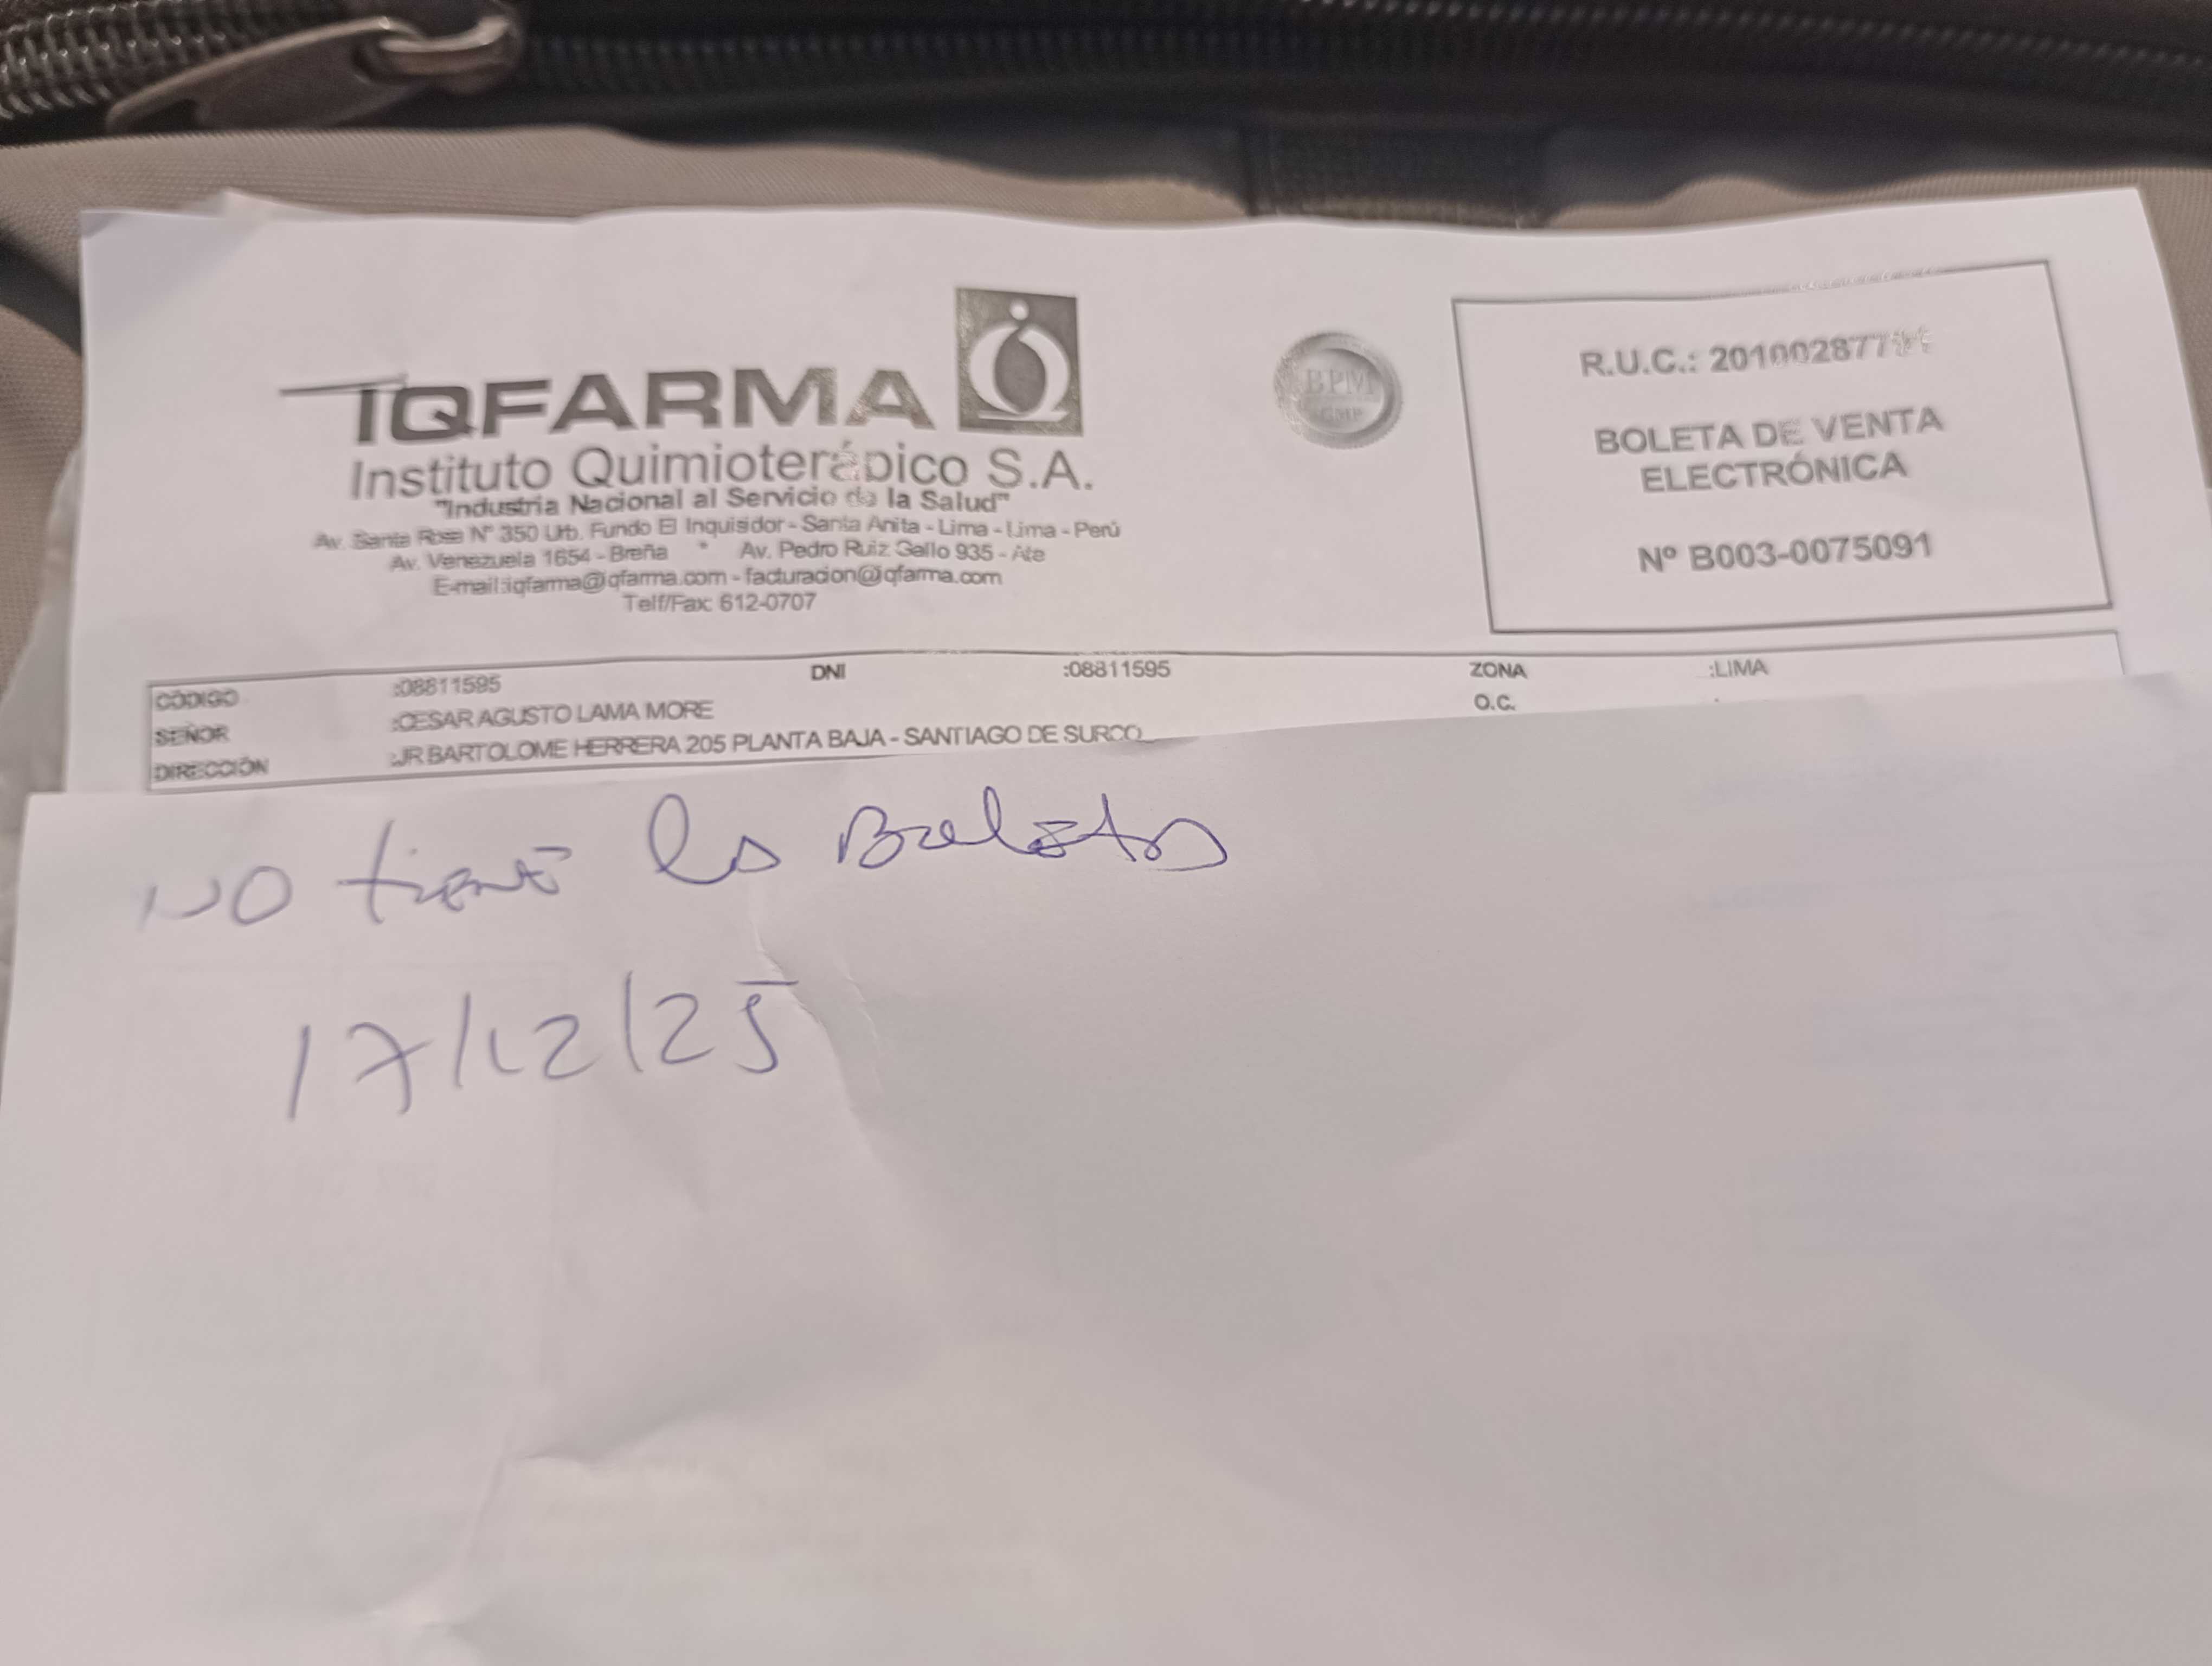 IQFARMA
Instituto Quimioterápico S.A.
"Industria Nacional al Servicio de la Salud"
Av. Santa Rosa N° 350 Urb. Fundo El Inquisidor - Santa Anita - Lima - Lima - Perú
Av. Venezuela 1654 - Breña * Av. Pedro Ruiz Gallo 935 - Ate
E-mail:iqfarma@iqfarma.com - facturacion@iqfarma.com
Telf/Fax: 612-0707
BPM
GMP
R.U.C.:
BOLETA DE VENTA
ELECTRÓNICA
Nº B003-0075091
CÓDIGO :08811595 DNI :08811595 ZONA :LIMA
SEÑOR :CESAR AGUSTO LAMA MORE O.C.
DIRECCIÓN :JR BARTOLOME HERRERA 205 PLANTA BAJA - SANTIAGO DE SURCO
NO tiene
17/12/25